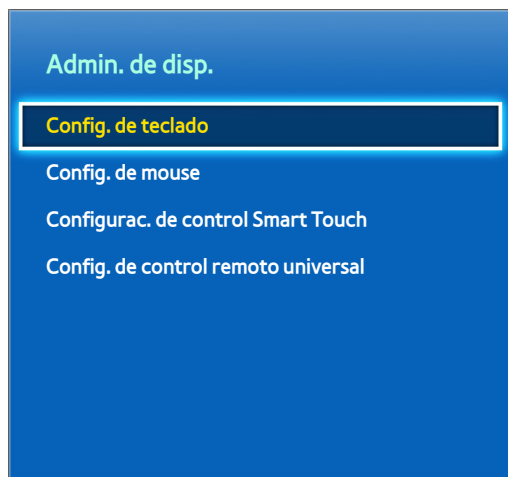 Admin. de disp.
Config. de teclado
Config. de mouse
Configurac. de control Smart Touch
Config. de control remoto universal